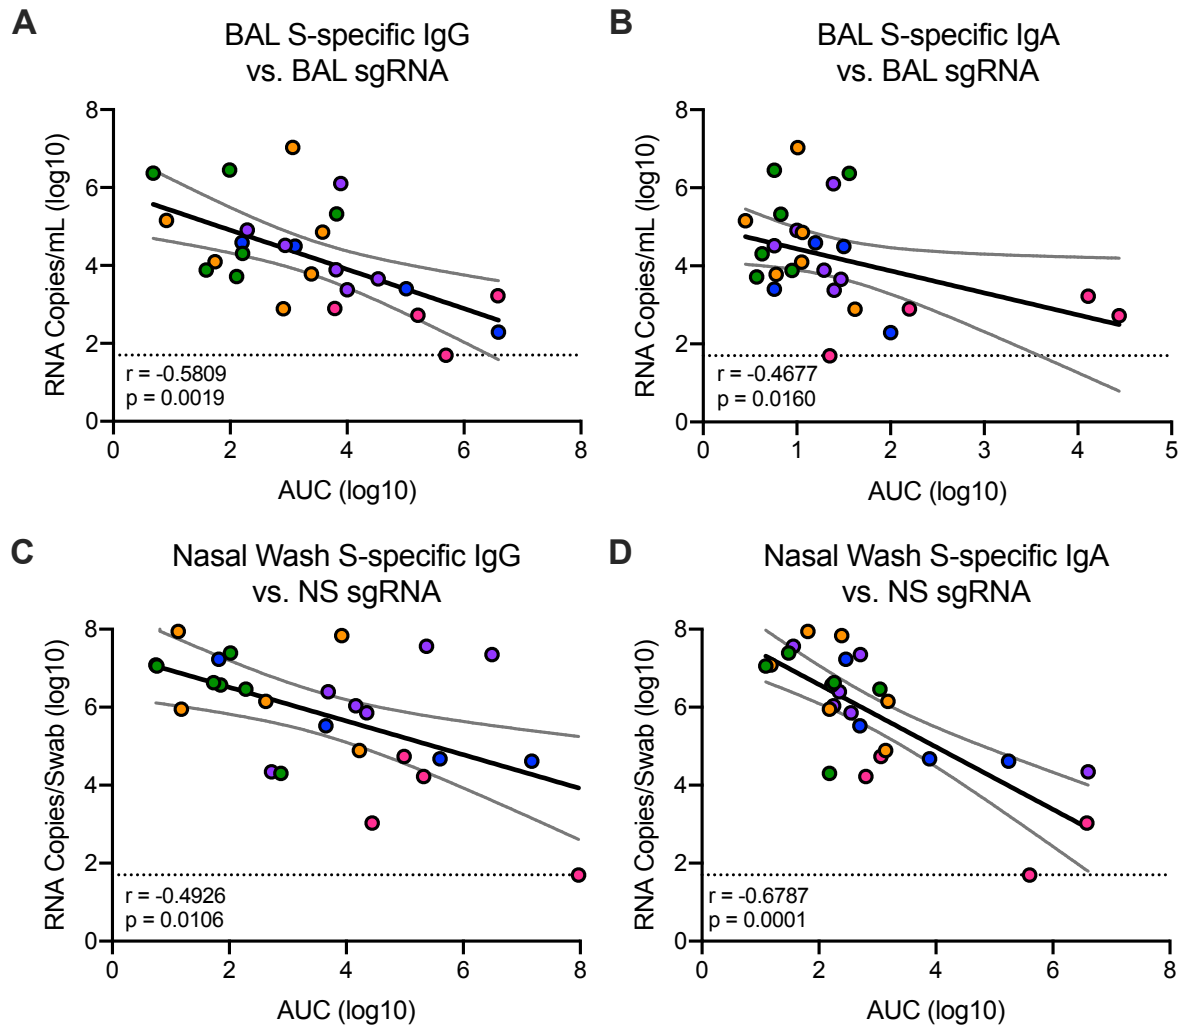 A
BAL S-specific IgG
vs. BAL sgRNA
RNA Copies/mL (log10)
8
6
4
2
0
r = -0.5809
p = 0.0019
0 2 4 6 8
AUC (log10)
B
BAL S-specific IgA
vs. BAL sgRNA
RNA Copies/mL (log10)
8
6
4
2
0
r = -0.4677
p = 0.0160
0 1 2 3 4 5
AUC (log10)
C
Nasal Wash S-specific IgG
vs. NS sgRNA
RNA Copies/Swab (log10)
8
6
4
2
0
r = -0.4926
p = 0.0106
0 2 4 6 8
AUC (log10)
D
Nasal Wash S-specific IgA
vs. NS sgRNA
RNA Copies/Swab (log10)
8
6
4
2
0
r = -0.6787
p = 0.0001
0 2 4 6 8
AUC (log10)